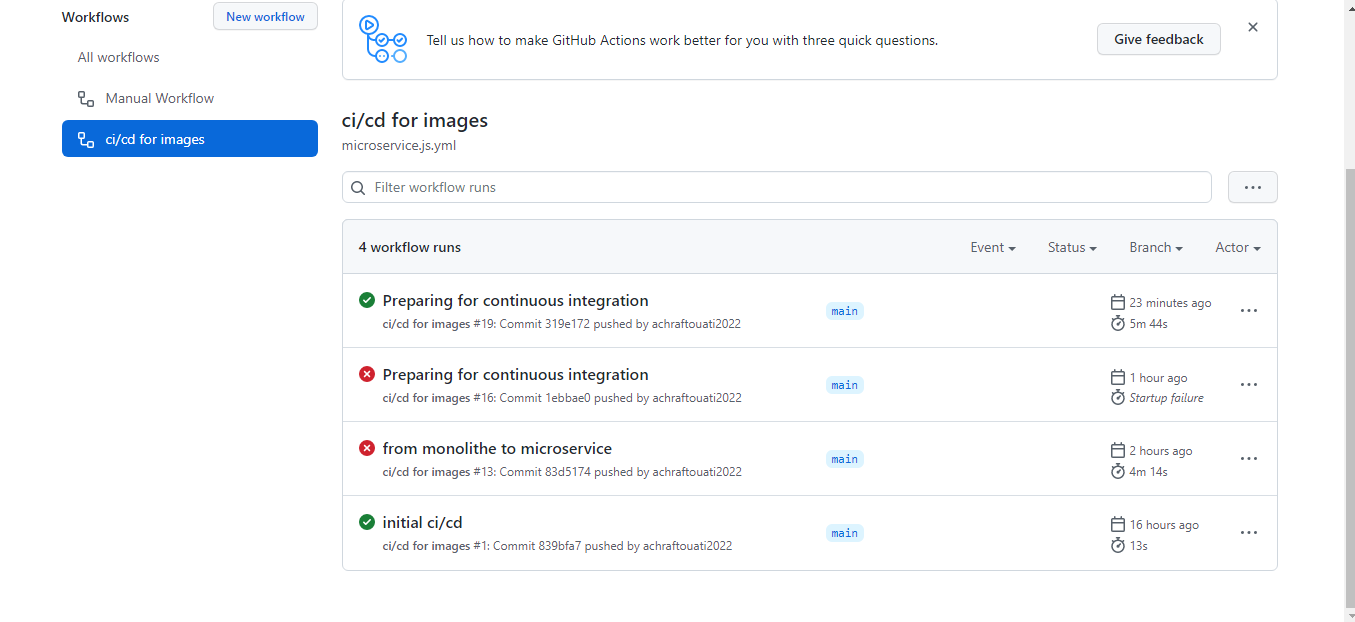 Workflows
New workflow
All workflows
Manual Workflow
ci/cd for images
Tell us how to make GitHub Actions work better for you with three quick questions.
Give feedback
ci/cd for images
microservice.js.yml
Filter workflow runs
4 workflow runs
Event
Status
Branch
Actor
Preparing for continuous integration
ci/cd for images #19: Commit 319e172 pushed by achraftouati2022
main
23 minutes ago
5m 44s
Preparing for continuous integration
ci/cd for images #16: Commit 1ebbae0 pushed by achraftouati2022
main
1 hour ago
Startup failure
from monolithe to microservice
ci/cd for images #13: Commit 83d5174 pushed by achraftouati2022
main
2 hours ago
4m 14s
initial ci/cd
ci/cd for images #1: Commit 839bfa7 pushed by achraftouati2022
main
16 hours ago
13s